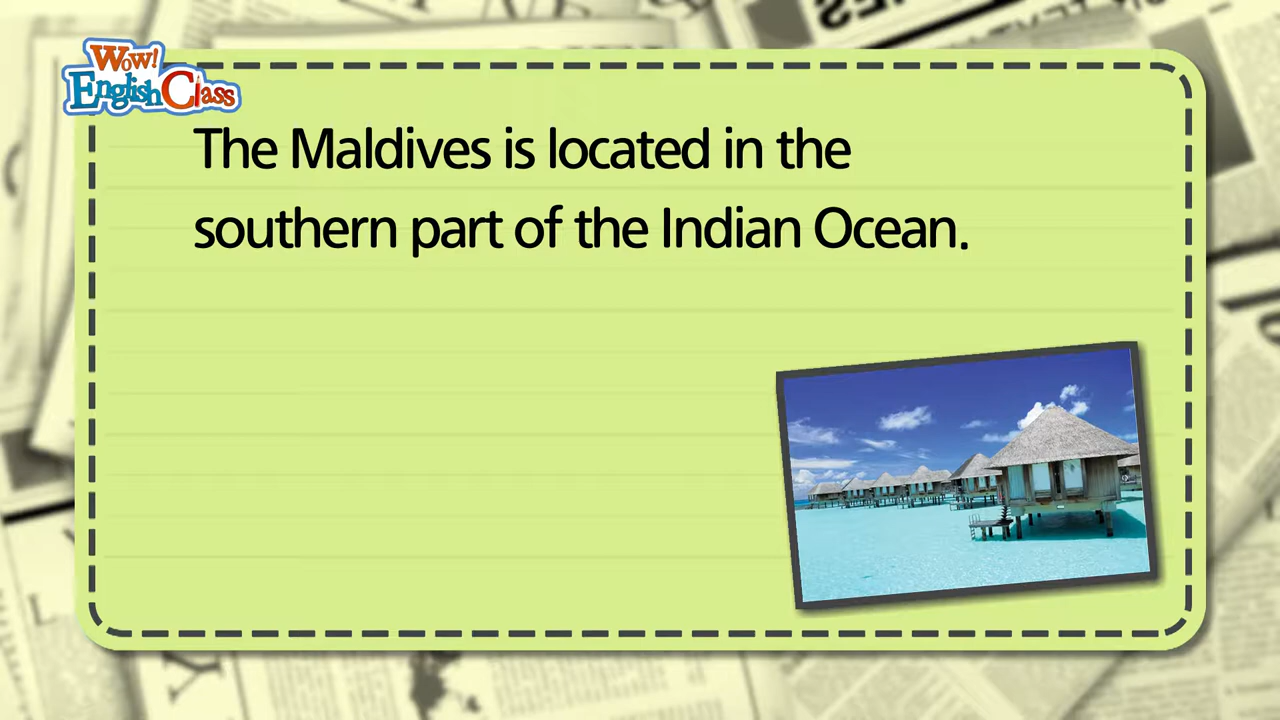 Wow!
English Class
The Maldives is located in the
southern part of the Indian Ocean.